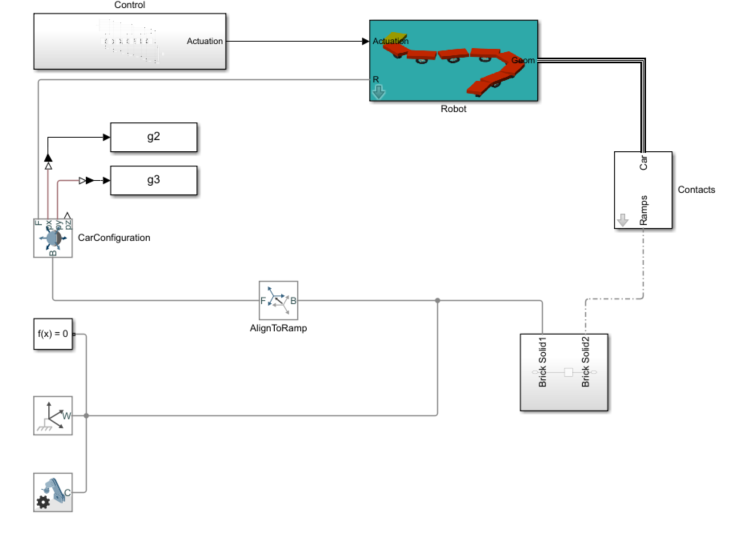 Control
Actuation
Actuation
Geom
R
Robot
g2
g3
Car
Ramps
Contacts
F
px
py
pz
B
CarConfiguration
F
B
AlignToRamp
f(x) = 0
Brick Solid1
Brick Solid2
W
C